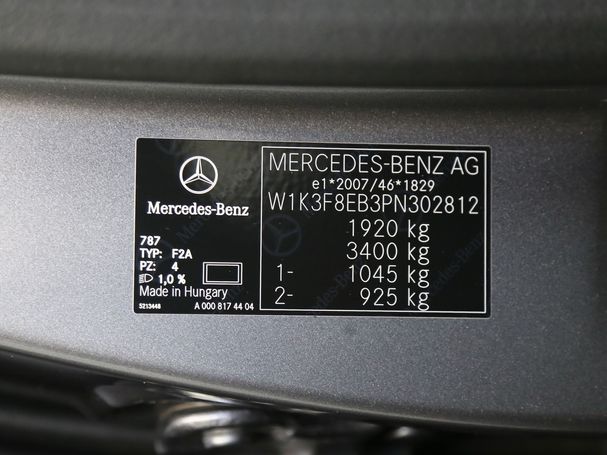 Mercedes-Benz
787
TYP: F2A
PZ: 4
1,0 %
Made in Hungary
5213448
A 000 817 44 04
MERCEDES-BENZ AG
e1*2007/46*1829
W1K3F8EB3PN302812
1920 kg
3400 kg
1- 1045 kg
2- 925 kg